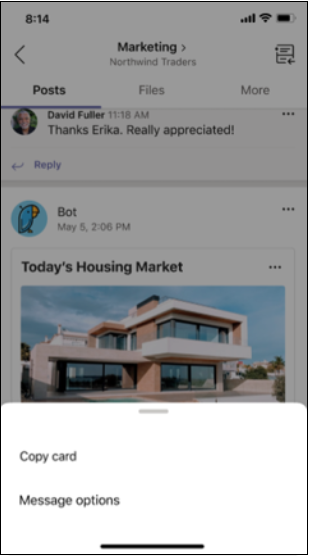 8:14
Marketing >
Northwind Traders
Posts Files More
David Fuller 11:18 AM
Thanks Erika. Really appreciated!
Reply
Bot
May 5, 2:06 PM
Today's Housing Market
Copy card
Message options